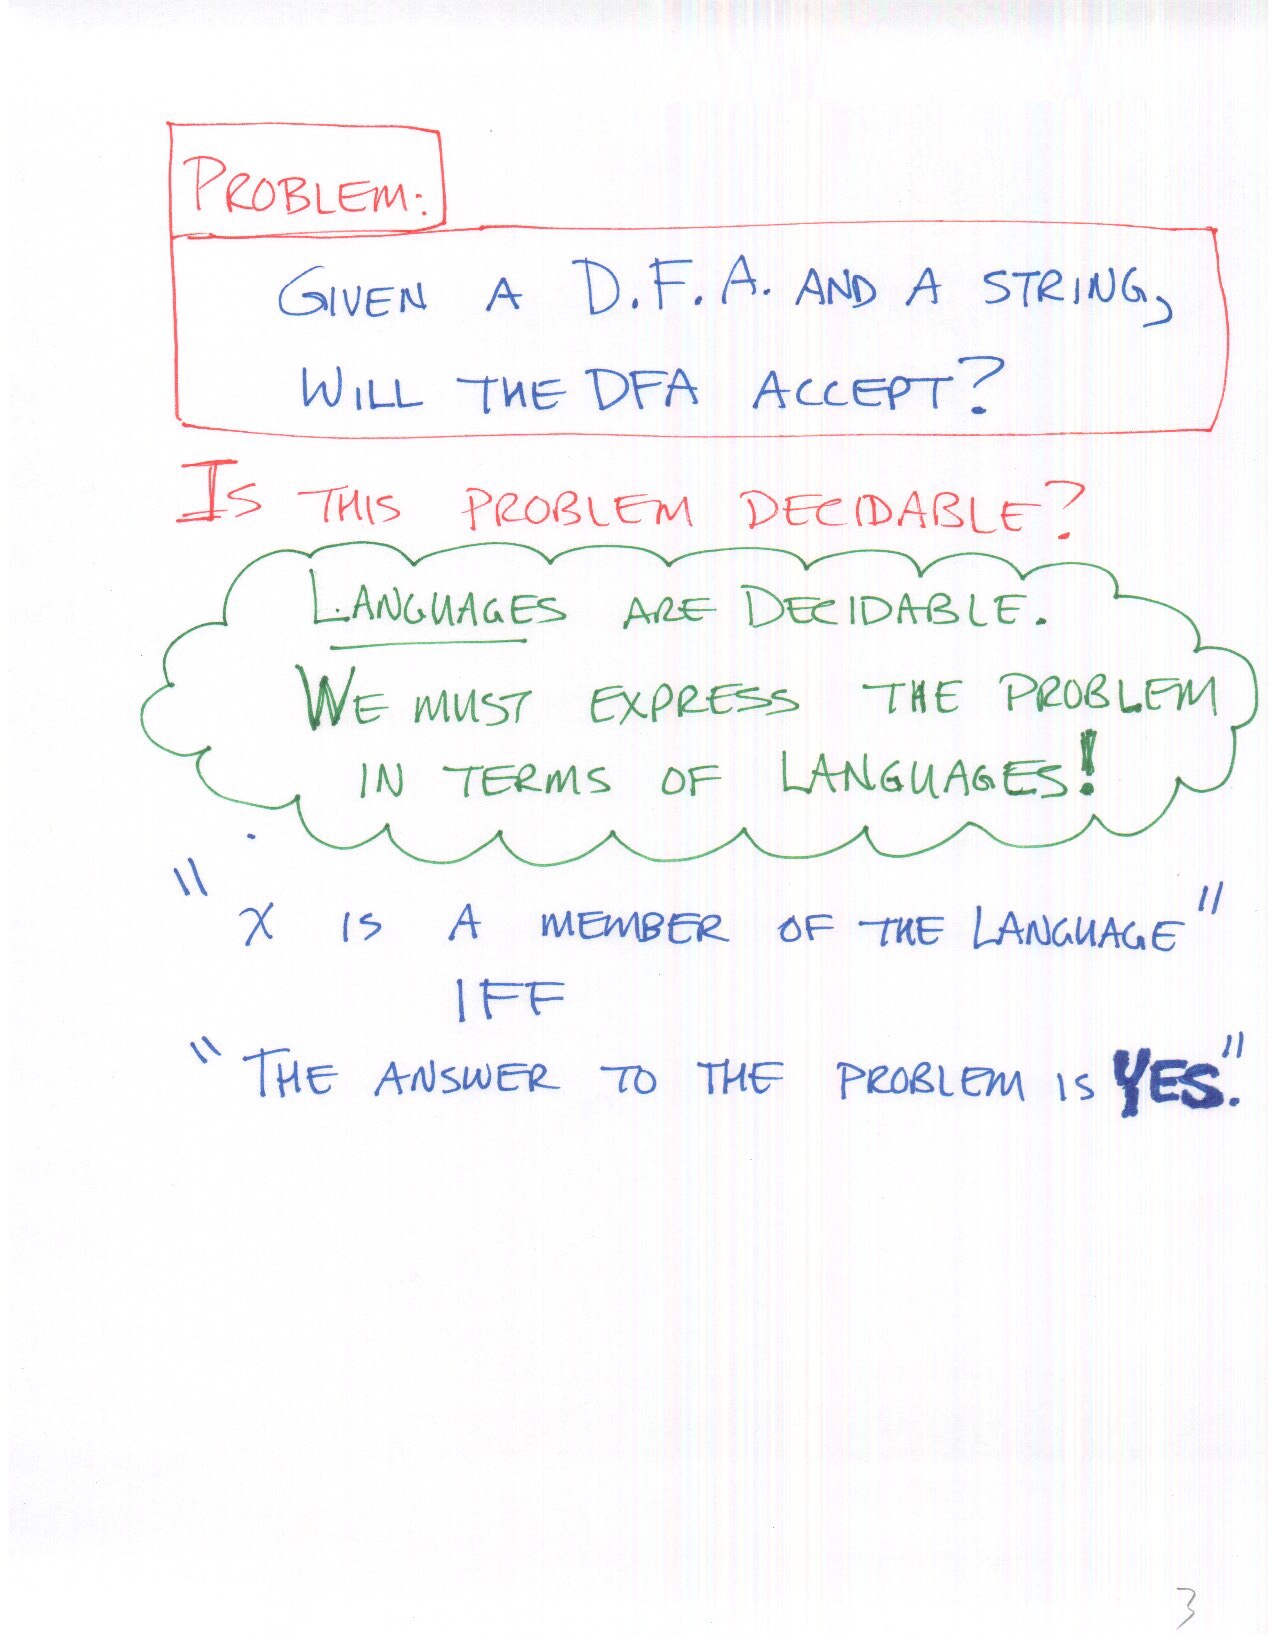 PROBLEM:
GIVEN A D.F.A. AND A STRING,
WILL THE DFA ACCEPT?
IS THIS PROBLEM DECIDABLE?
LANGUAGES ARE DECIDABLE.
WE MUST EXPRESS THE PROBLEM
IN TERMS OF LANGUAGES!
"X IS A MEMBER OF THE LANGUAGE"
IFF
"THE ANSWER TO THE PROBLEM IS YES."
3